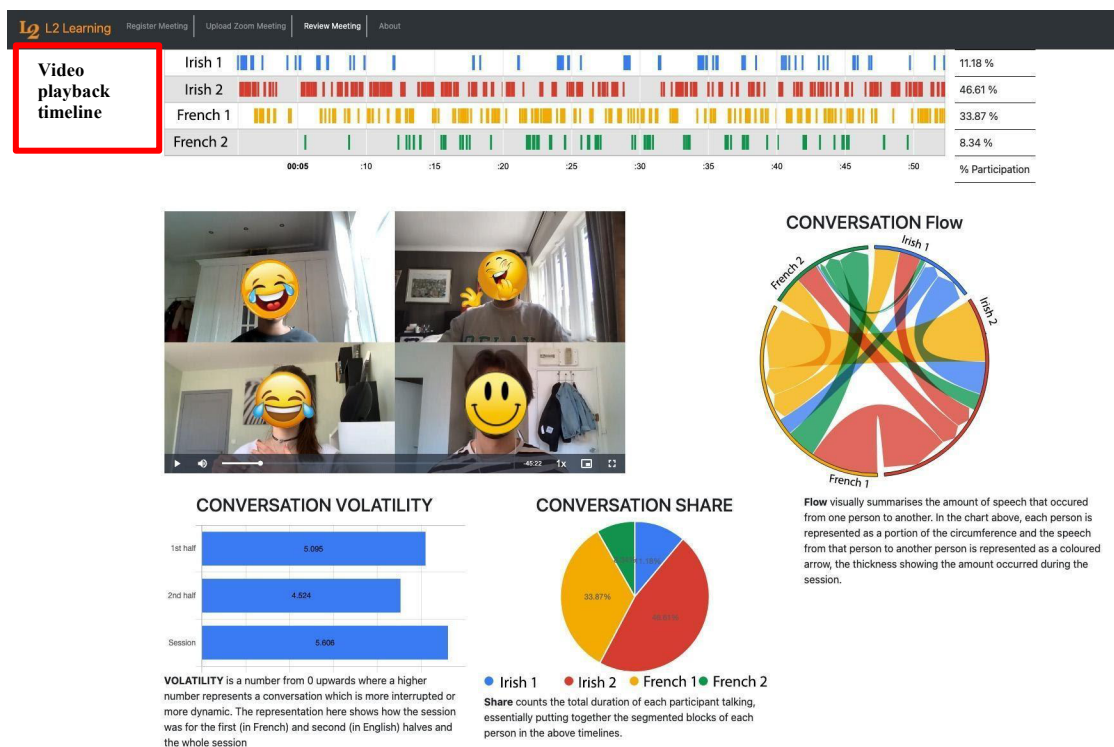 L2 L2 Learning Register Meeting Upload Zoom Meeting Review Meeting About
Video
playback
timeline
Irish 1 11.18 %
Irish 2 46.61 %
French 1 33.87 %
French 2 8.34 %
00:05 :10 :15 :20 :25 :30 :35 :40 :45 :50 % Participation
CONVERSATION Flow
Irish 1
French 2
Irish 2
French 1
-45:22 1x
Flow visually summarises the amount of speech that occured
from one person to another. In the chart above, each person is
represented as a portion of the circumference and the speech
from that person to another person is represented as a coloured
arrow, the thickness showing the amount occurred during the
session.
CONVERSATION VOLATILITY
1st half 5.095
2nd half 4.524
Session 5.606
VOLATILITY is a number from 0 upwards where a higher
number represents a conversation which is more interrupted or
more dynamic. The representation here shows how the session
was for the first (in French) and second (in English) halves and
the whole session
CONVERSATION SHARE
33.87%
Irish 1 Irish 2 French 1 French 2
Share counts the total duration of each participant talking,
essentially putting together the segmented blocks of each
person in the above timelines.